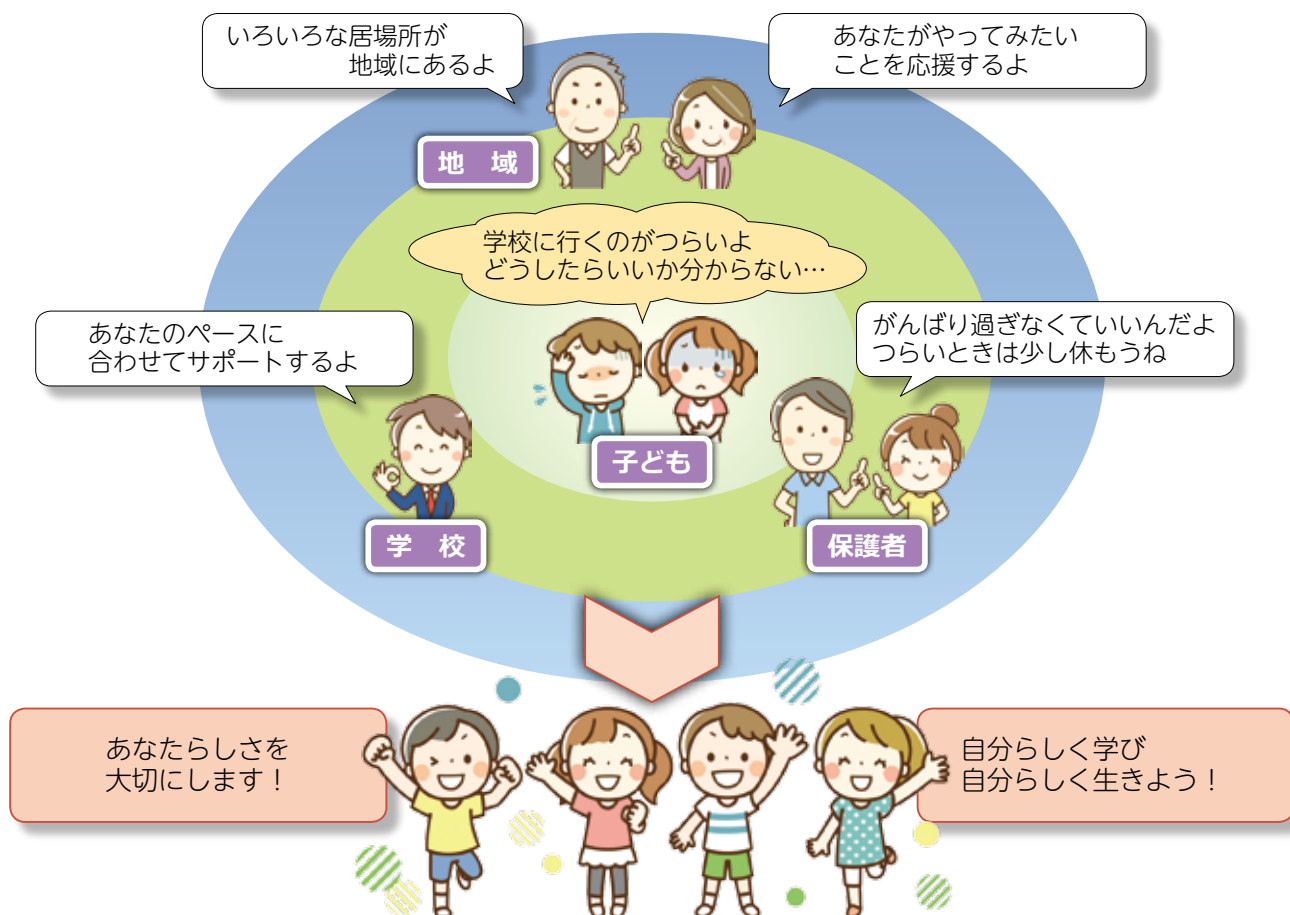 いろいろな居場所が
地域にあるよ
あなたがやってみたい
ことを応援するよ
地　域
学校に行くのがつらいよ
どうしたらいいか分からない…
あなたのペースに
合わせてサポートするよ
がんばり過ぎなくていいんだよ
つらいときは少し休もうね
子ども
学　校
保護者
あなたらしさを
大切にします！
自分らしく学び
自分らしく生きよう！